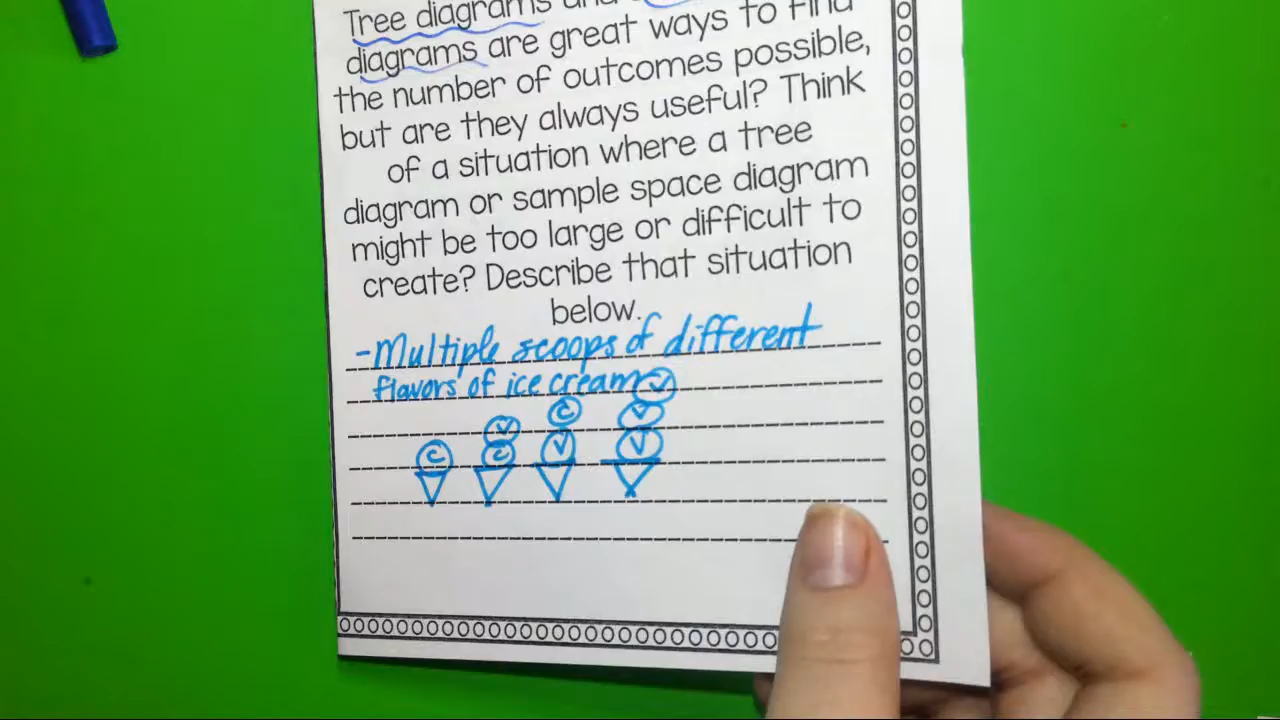 Tree diagrams and
diagrams are great ways to find
the number of outcomes possible,
but are they always useful? Think
of a situation where a tree
diagram or sample space diagram
might be too large or difficult to
create? Describe that situation
below.
-Multiple scoops of different
flavors of ice cream
C V C C V V V V